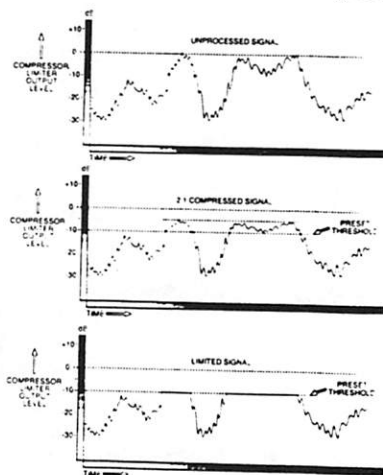 dB
+10
UNPROCESSED SIGNAL
0
COMPRESSOR
LIMITER
OUTPUT
LEVEL
-10
-20
-30
TIME
dB
+10
2:1 COMPRESSED SIGNAL
0
COMPRESSOR
LIMITER
OUTPUT
LEVEL
-10
PRESET
THRESHOLD
20
30
TIME
dB
+10
LIMITED SIGNAL
0
COMPRESSOR
LIMITER
OUTPUT
LEVEL
-10
PRESET
THRESHOLD
-20
-30
TIME